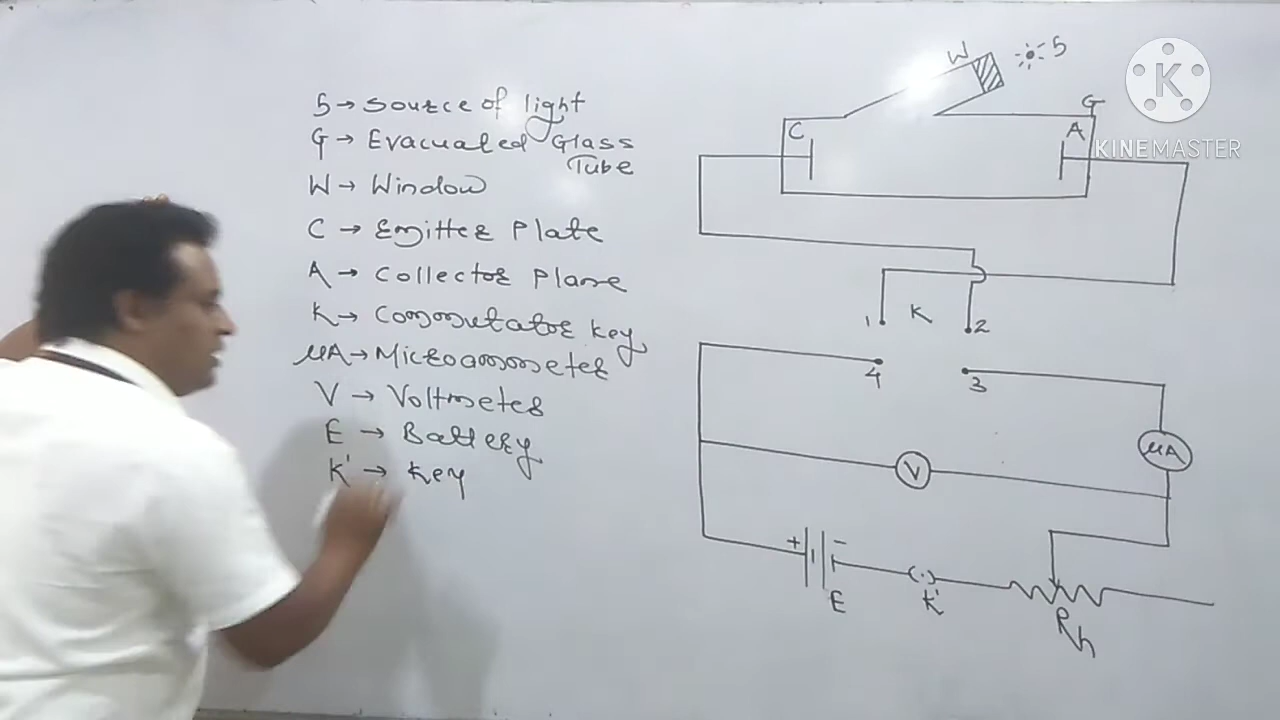 S → Source of light
G → Evacuated Glass
Tube
W → Window
C → Emitter Plate
A → Collector Plane
K → Commutator Key
μA → Microammeter
V → Voltmeter
E → Battery
K' → Key
W
S
G
C
A
K
1
2
4
3
μA
V
+
-
E
K'
Rh
K
KINEMASTER